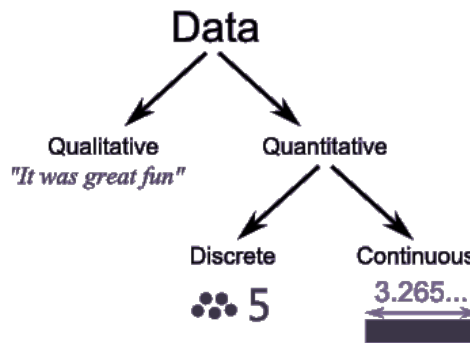 Data
Qualitative
Quantitative
"It was great fun"
Discrete
Continuous
5
3.265...